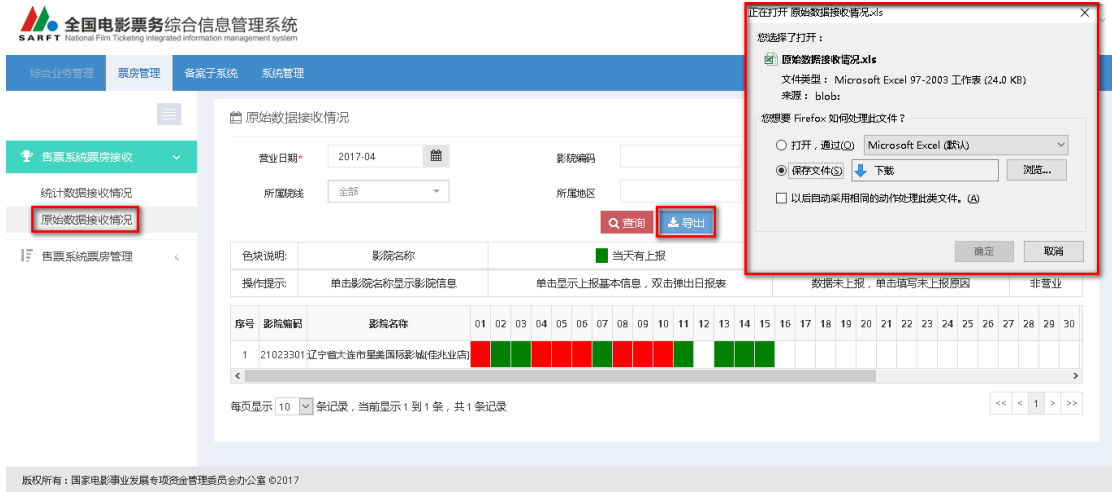 全国电影票务综合信息管理系统
SARFT National Film Ticketing integrated information management system
综合业务管理 票房管理 备案子系统 系统管理
售票系统票房接收
统计数据接收情况
原始数据接收情况
售票系统票房管理
原始数据接收情况
营业日期* 2017-04 影院编码
所属院线 全部 所属地区
查询 导出
色块说明: 影院名称 当天有上报
操作提示: 单击影院名称显示影院信息 单击显示上报基本信息，双击弹出日报表 数据未上报，单击填写未上报原因 非营业
序号 影院编码 影院名称 01 02 03 04 05 06 07 08 09 10 11 12 13 14 15 16 17 18 19 20 21 22 23 24 25 26 27 28 29 30
1 21023301 辽宁省大连市星美国际影城(佳兆业店)
每页显示 10 条记录，当前显示 1 到 1 条，共 1 条记录
<< < 1 > >>
正在打开 原始数据接收情况.xls
您选择了打开：
原始数据接收情况.xls
文件类型： Microsoft Excel 97-2003 工作表 (24.0 KB)
来源： blob:
您想要 Firefox 如何处理此文件？
打开，通过(O) Microsoft Excel (默认)
保存文件(S) 下载 浏览...
以后自动采用相同的动作处理此类文件。(A)
确定 取消
版权所有：国家电影事业发展专项资金管理委员会办公室 ©2017